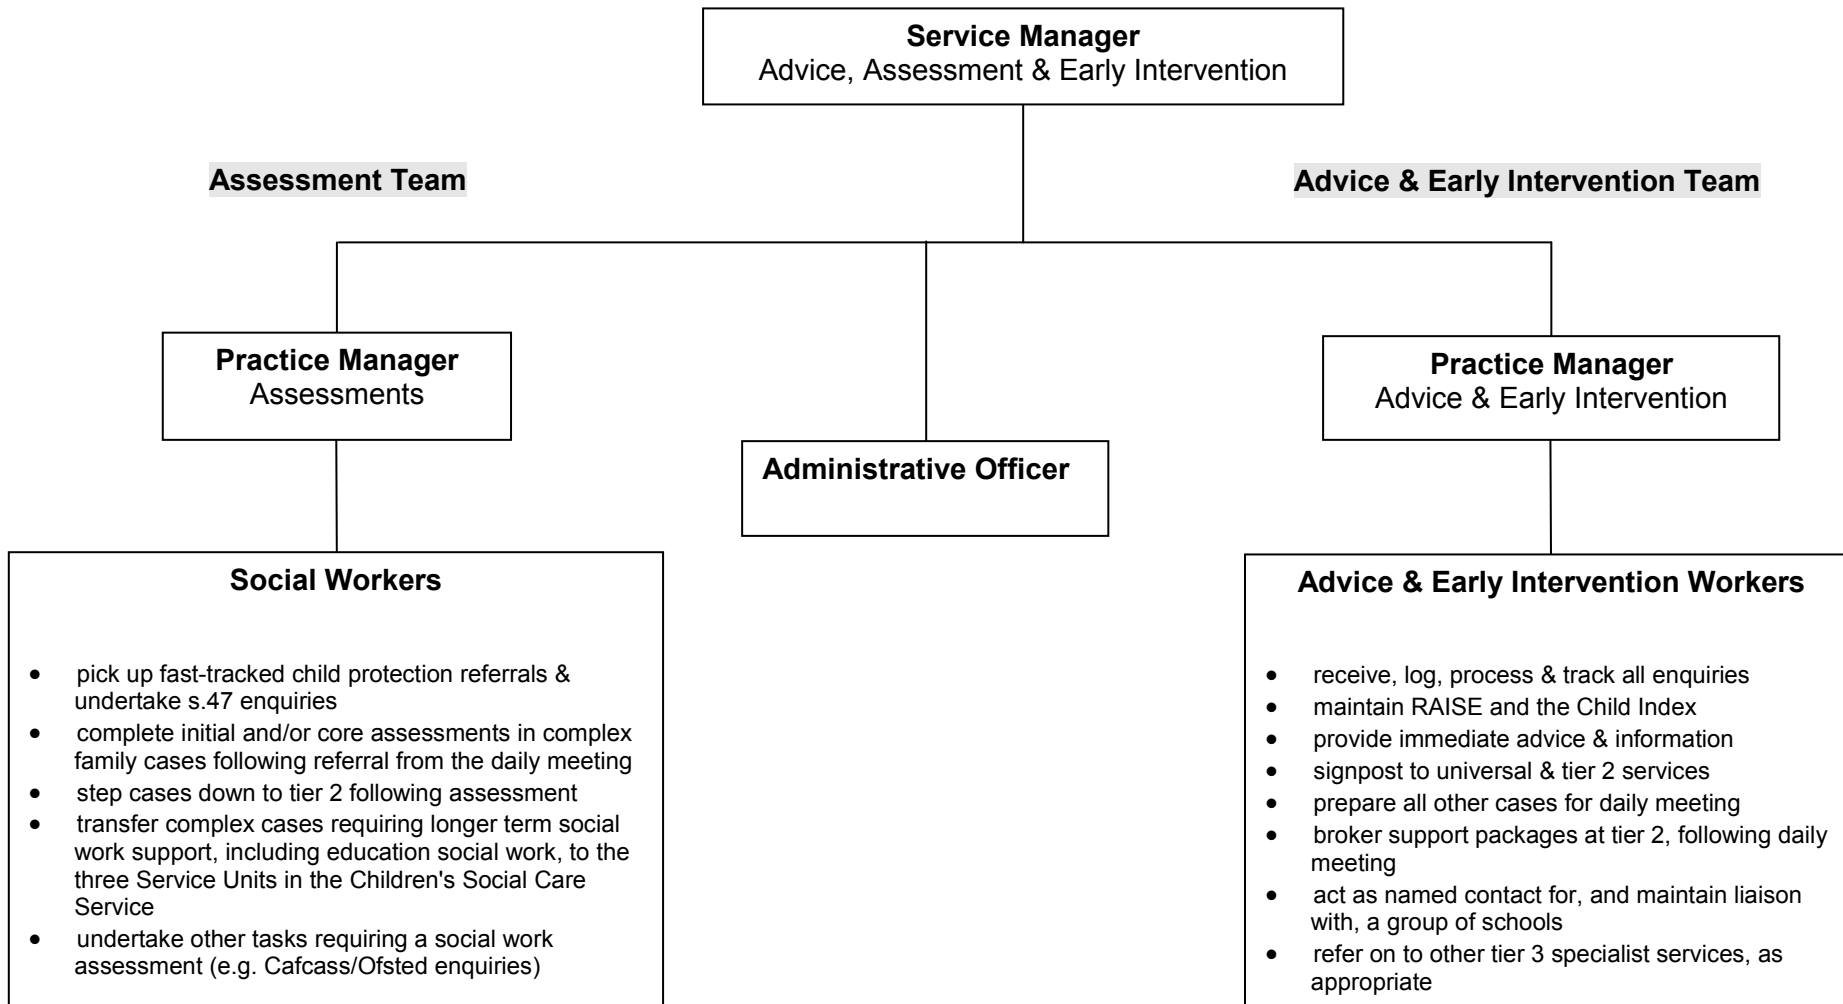 Service Manager
Advice, Assessment & Early Intervention
Assessment Team
Advice & Early Intervention Team
Practice Manager
Assessments
Practice Manager
Advice & Early Intervention
Administrative Officer
Social Workers
• pick up fast-tracked child protection referrals &
undertake s.47 enquiries
• complete initial and/or core assessments in complex
family cases following referral from the daily meeting
• step cases down to tier 2 following assessment
• transfer complex cases requiring longer term social
work support, including education social work, to the
three Service Units in the Children's Social Care
Service
• undertake other tasks requiring a social work
assessment (e.g. Cafcass/Ofsted enquiries)
Advice & Early Intervention Workers
• receive, log, process & track all enquiries
• maintain RAISE and the Child Index
• provide immediate advice & information
• signpost to universal & tier 2 services
• prepare all other cases for daily meeting
• broker support packages at tier 2, following daily
meeting
• act as named contact for, and maintain liaison
with, a group of schools
• refer on to other tier 3 specialist services, as
appropriate